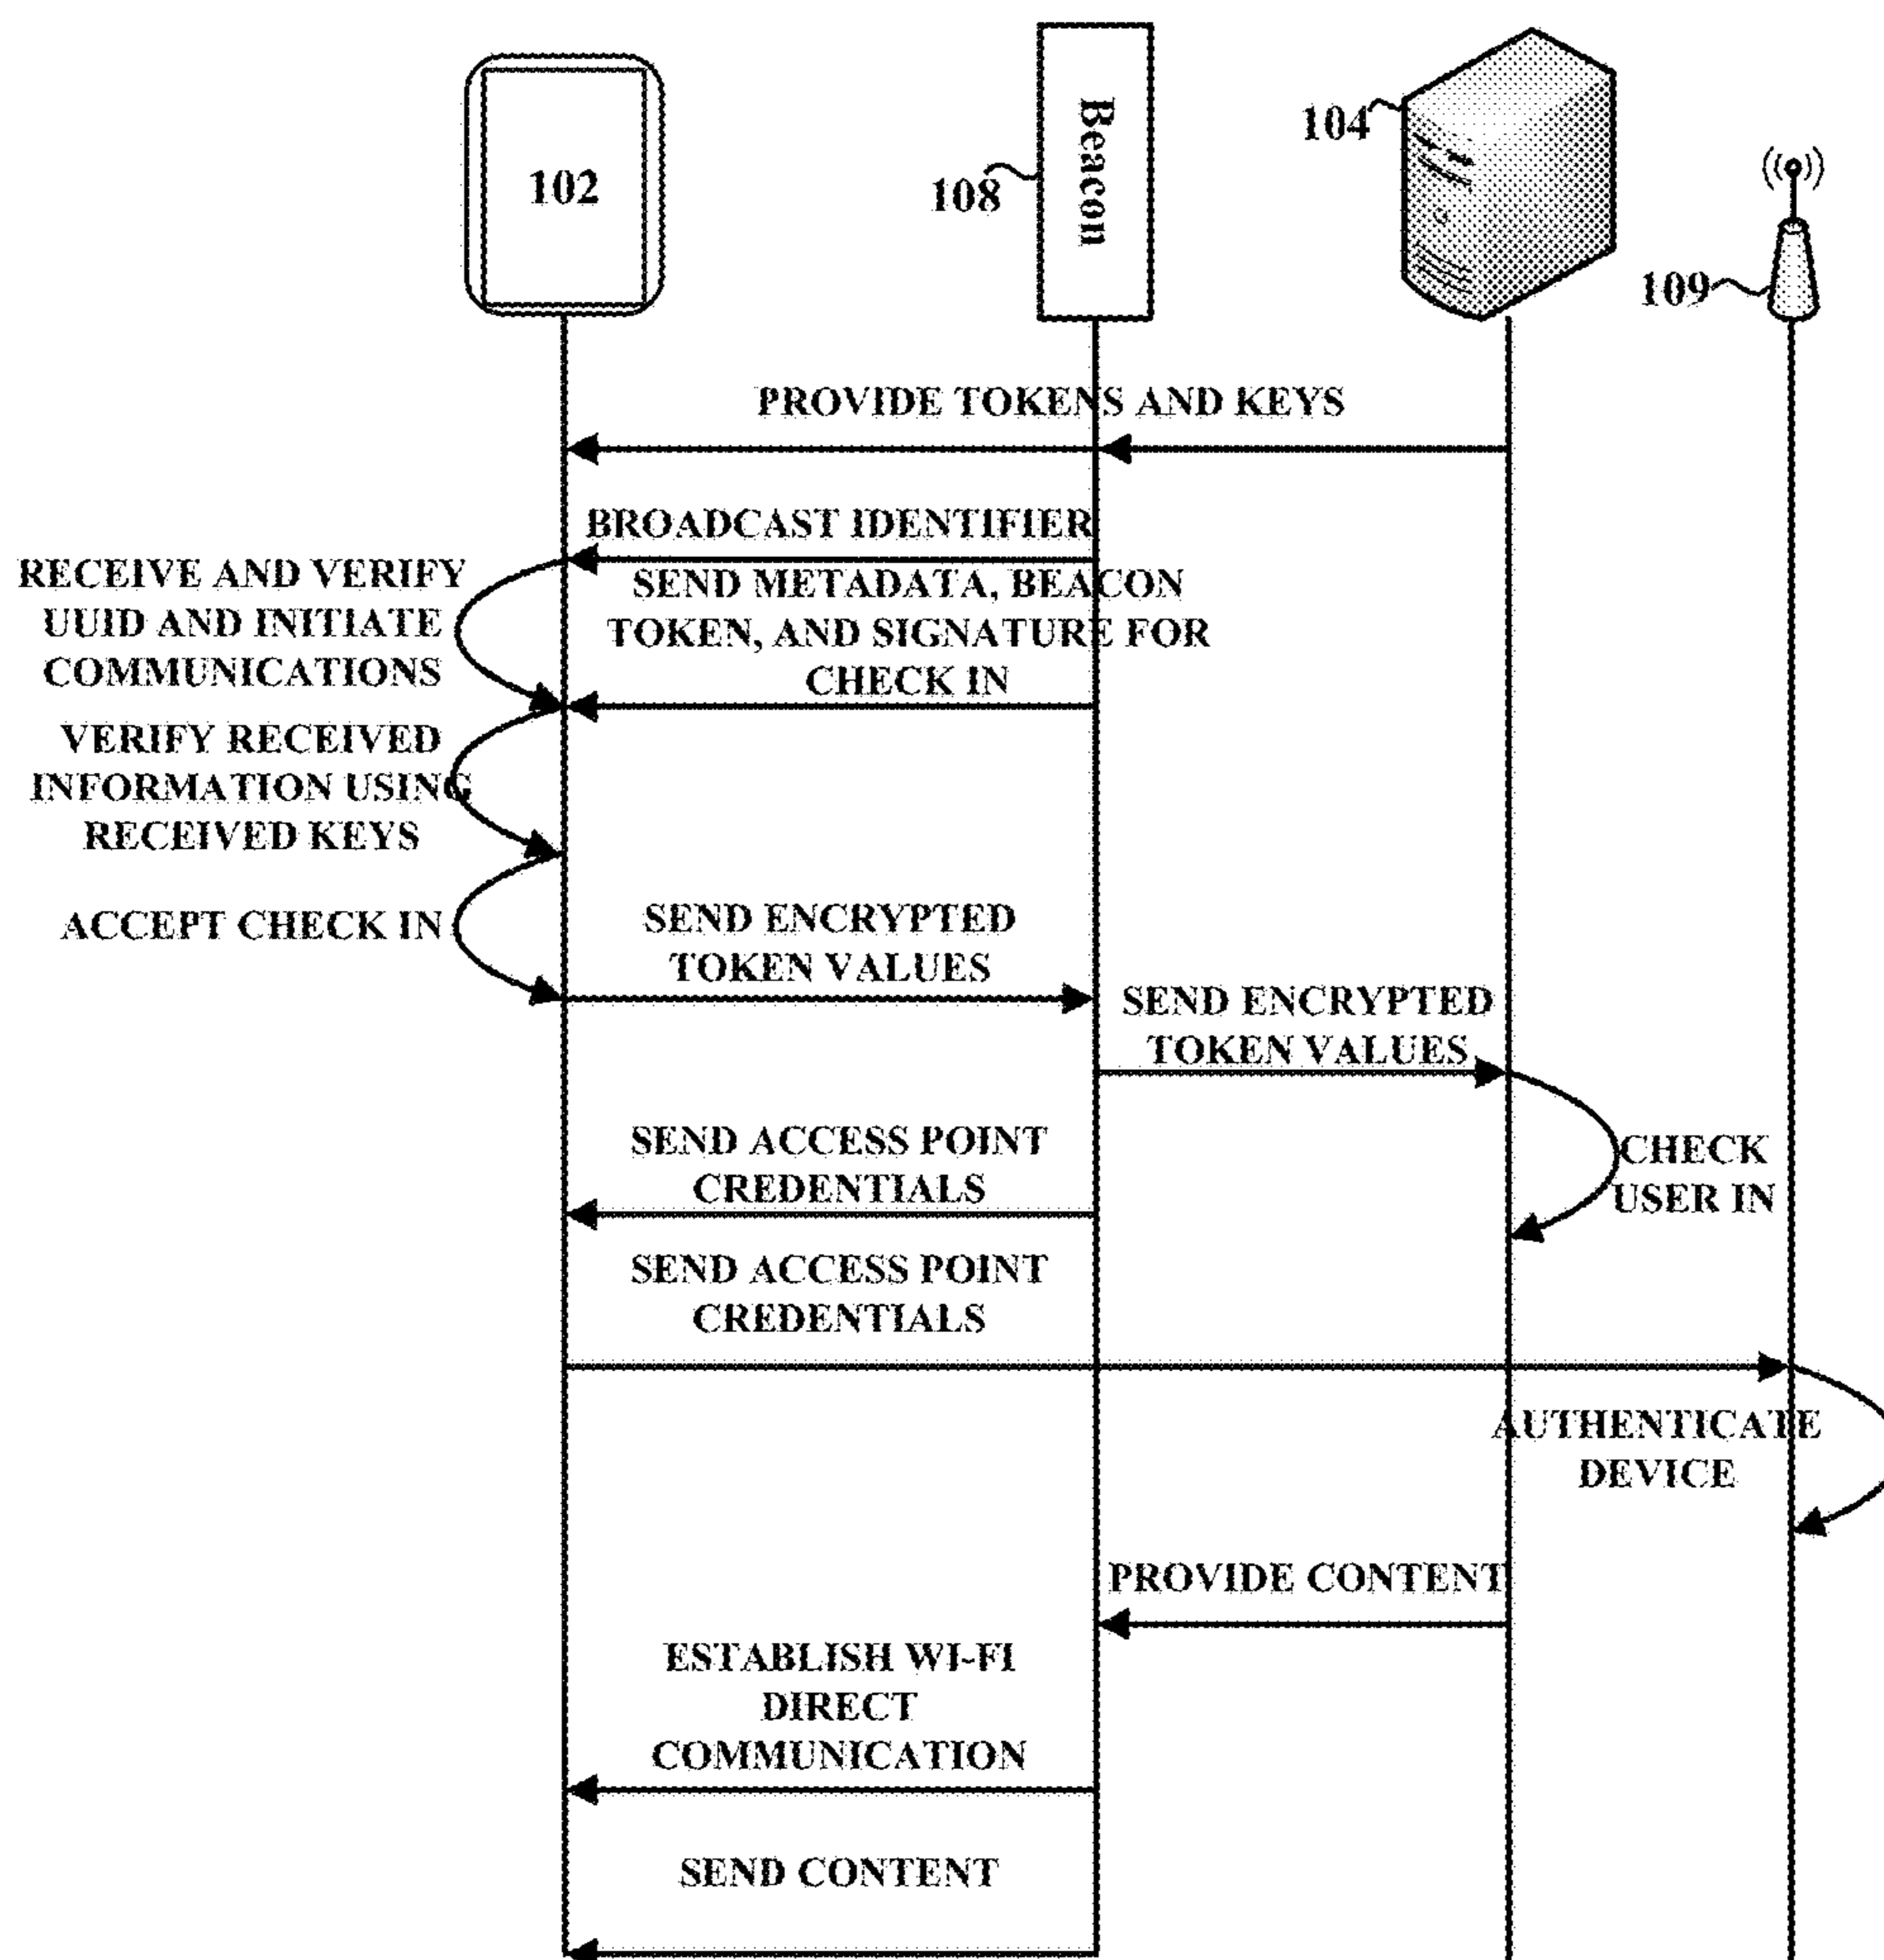 102
108
Beacon
104
109
PROVIDE TOKENS AND KEYS
BROADCAST IDENTIFIER
RECEIVE AND VERIFY
UUID AND INITIATE
COMMUNICATIONS
SEND METADATA, BEACON
TOKEN, AND SIGNATURE FOR
CHECK IN
VERIFY RECEIVED
INFORMATION USING
RECEIVED KEYS
ACCEPT CHECK IN
SEND ENCRYPTED
TOKEN VALUES
SEND ENCRYPTED
TOKEN VALUES
SEND ACCESS POINT
CREDENTIALS
CHECK
USER IN
SEND ACCESS POINT
CREDENTIALS
AUTHENTICATE
DEVICE
PROVIDE CONTENT
ESTABLISH WI-FI
DIRECT
COMMUNICATION
SEND CONTENT